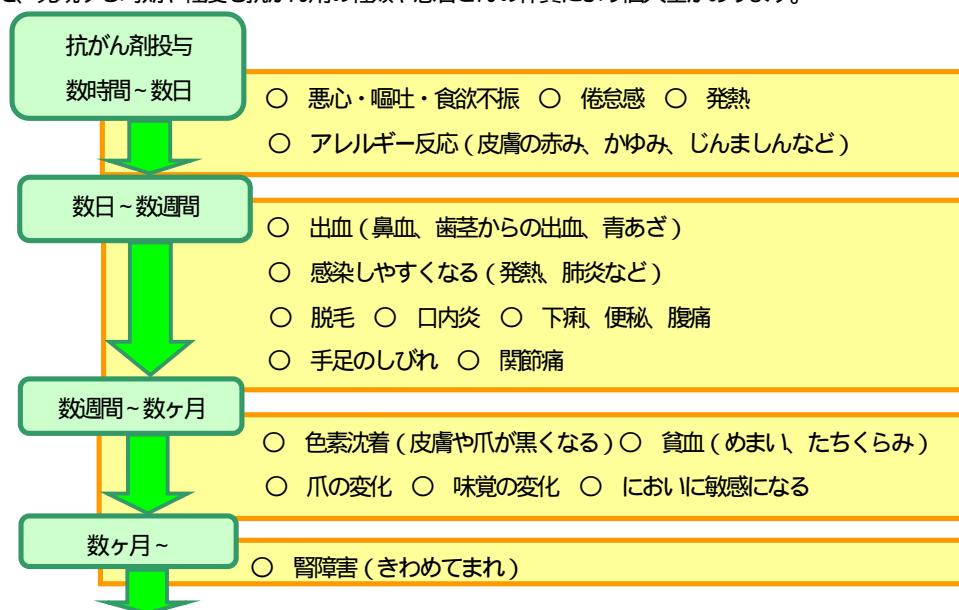 抗がん剤投与
数時間~数日
○ 悪心・嘔吐・食欲不振 ○ 倦怠感 ○ 発熱
○ アレルギー反応(皮膚の赤み、かゆみ、じんましんなど)
数日~数週間
○ 出血(鼻血、歯茎からの出血、青あざ)
○ 感染しやすくなる(発熱、肺炎など)
○ 脱毛 ○ 口内炎 ○ 下痢、便秘、腹痛
○ 手足のしびれ ○ 関節痛
数週間~数ヶ月
○ 色素沈着(皮膚や爪が黒くなる)○ 貧血(めまい、たちくらみ)
○ 爪の変化 ○ 味覚の変化 ○ においに敏感になる
数ヶ月~
○ 腎障害(きわめてまれ)